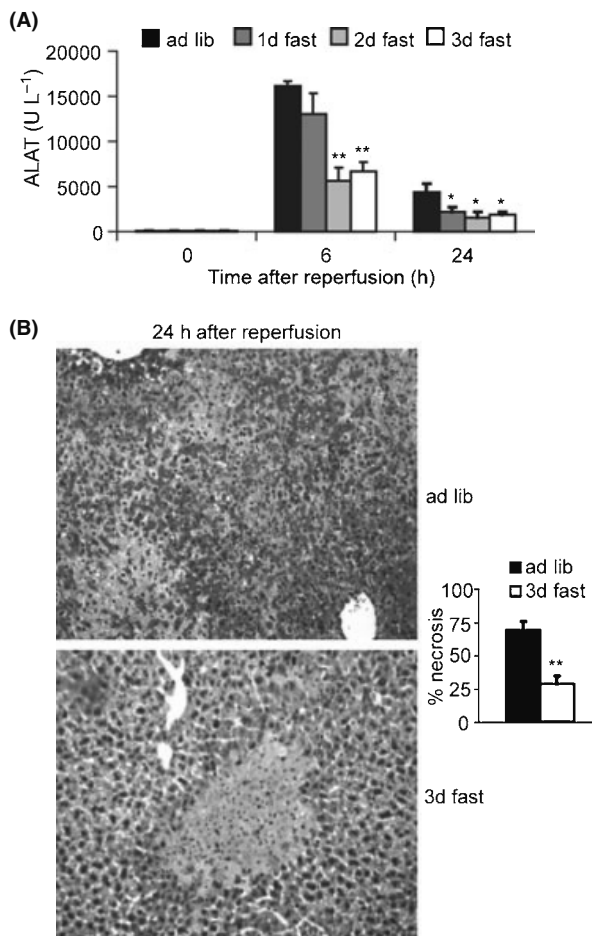 (A)
20000
15000
10000
5000
0
ALAT (U L⁻¹)
ad lib 1d fast 2d fast 3d fast
** **
* * *
0 6 24
Time after reperfusion (h)
(B)
24 h after reperfusion
ad lib
3d fast
ad lib
3d fast
100
75
50
25
0
% necrosis
**